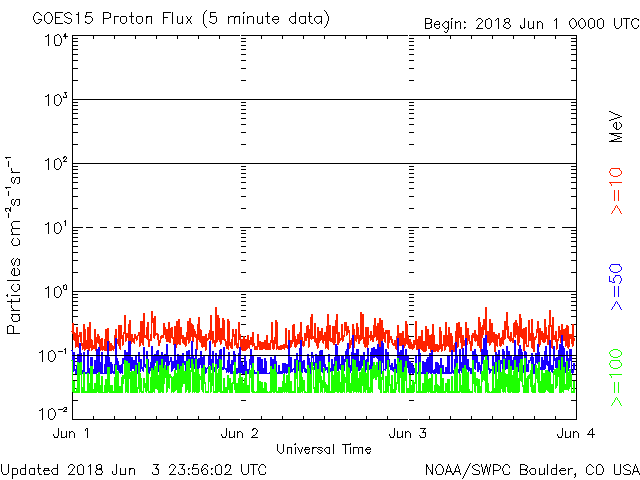 GOES15 Proton Flux (5 minute data)
Begin: 2018 Jun 1 0000 UTC
Particles cm⁻²s⁻¹sr⁻¹
10⁴
10³
10²
10¹
10⁰
10⁻¹
10⁻²
Jun 1
Jun 2
Jun 3
Jun 4
Universal Time
MeV
>=10
>=50
>=100
Updated 2018 Jun 3 23:56:02 UTC
NOAA/SWPC Boulder, CO USA